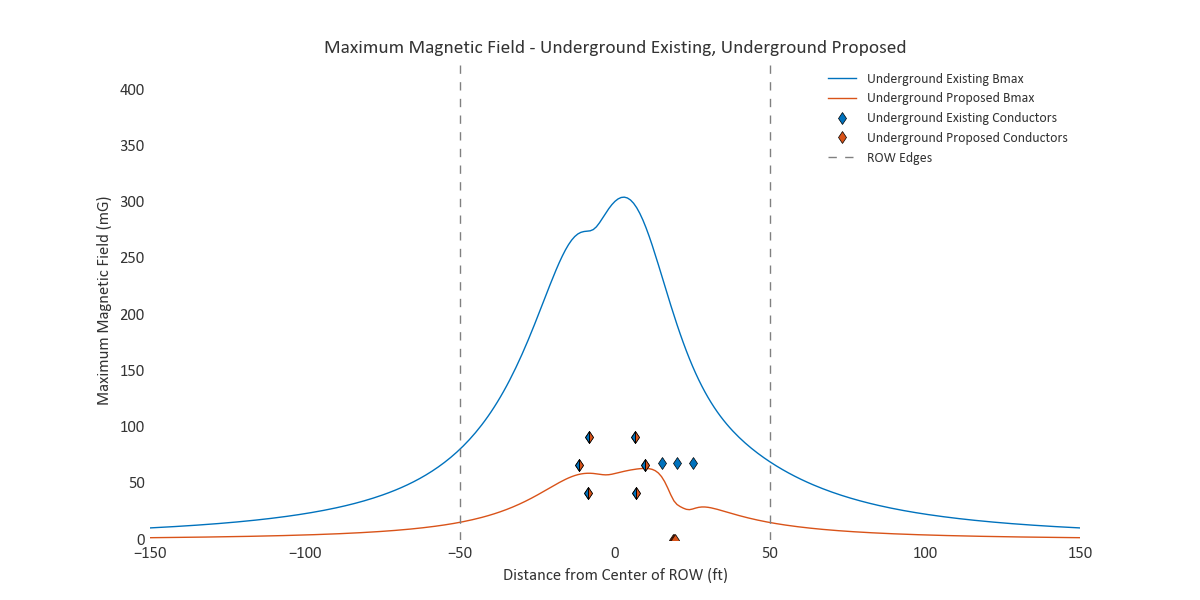 Maximum Magnetic Field - Underground Existing, Underground Proposed
Underground Existing Bmax
Underground Proposed Bmax
Underground Existing Conductors
Underground Proposed Conductors
ROW Edges
Maximum Magnetic Field (mG)
400
350
300
250
200
150
100
50
0
−150
−100
−50
0
50
100
150
Distance from Center of ROW (ft)